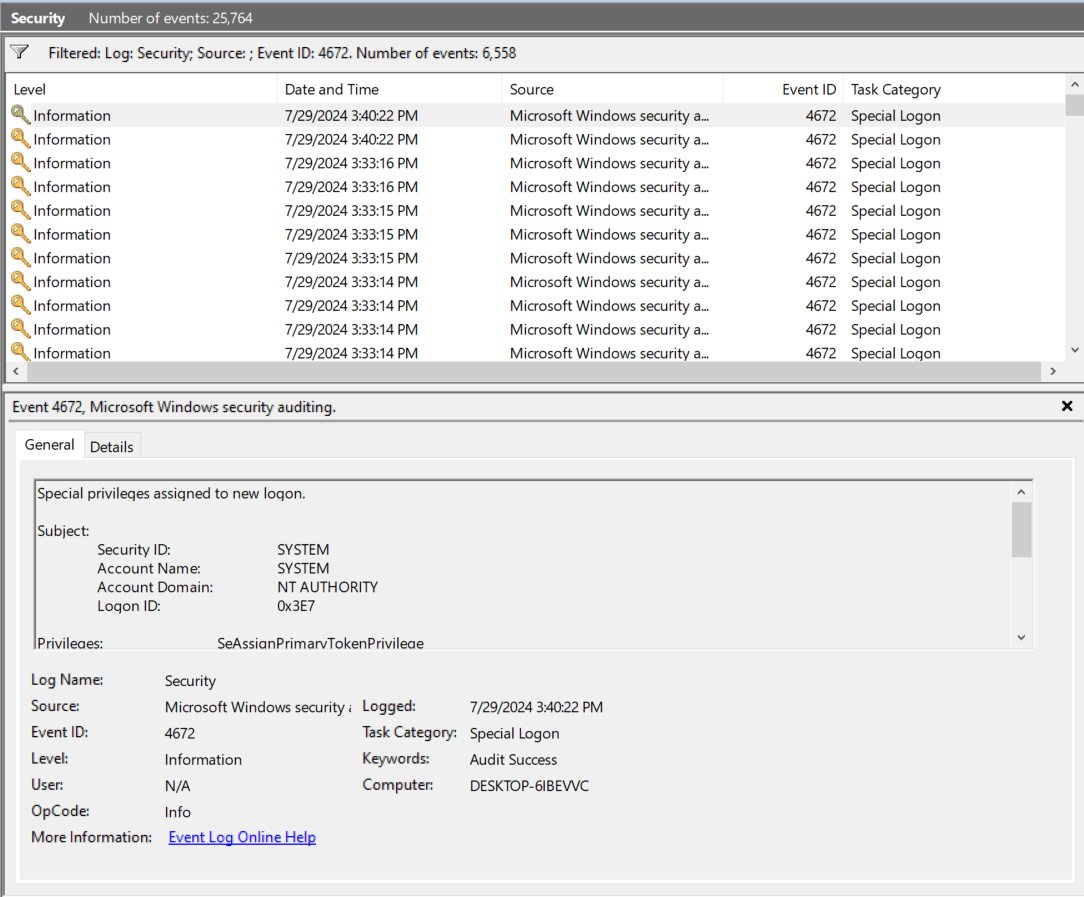 Security Number of events: 25,764
Filtered: Log: Security; Source: ; Event ID: 4672. Number of events: 6,558
Level Date and Time Source Event ID Task Category
Information 7/29/2024 3:40:22 PM Microsoft Windows security a... 4672 Special Logon
Information 7/29/2024 3:40:22 PM Microsoft Windows security a... 4672 Special Logon
Information 7/29/2024 3:33:16 PM Microsoft Windows security a... 4672 Special Logon
Information 7/29/2024 3:33:16 PM Microsoft Windows security a... 4672 Special Logon
Information 7/29/2024 3:33:15 PM Microsoft Windows security a... 4672 Special Logon
Information 7/29/2024 3:33:15 PM Microsoft Windows security a... 4672 Special Logon
Information 7/29/2024 3:33:15 PM Microsoft Windows security a... 4672 Special Logon
Information 7/29/2024 3:33:14 PM Microsoft Windows security a... 4672 Special Logon
Information 7/29/2024 3:33:14 PM Microsoft Windows security a... 4672 Special Logon
Information 7/29/2024 3:33:14 PM Microsoft Windows security a... 4672 Special Logon
Information 7/29/2024 3:33:14 PM Microsoft Windows security a... 4672 Special Logon
Event 4672, Microsoft Windows security auditing.
General Details
Special privileges assigned to new logon.
Subject:
Security ID: SYSTEM
Account Name: SYSTEM
Account Domain: NT AUTHORITY
Logon ID: 0x3E7
Privileges: SeAssignPrimaryTokenPrivilege
Log Name: Security
Source: Microsoft Windows security a Logged: 7/29/2024 3:40:22 PM
Event ID: 4672 Task Category: Special Logon
Level: Information Keywords: Audit Success
User: N/A Computer: DESKTOP-6IBEVVC
OpCode: Info
More Information: Event Log Online Help